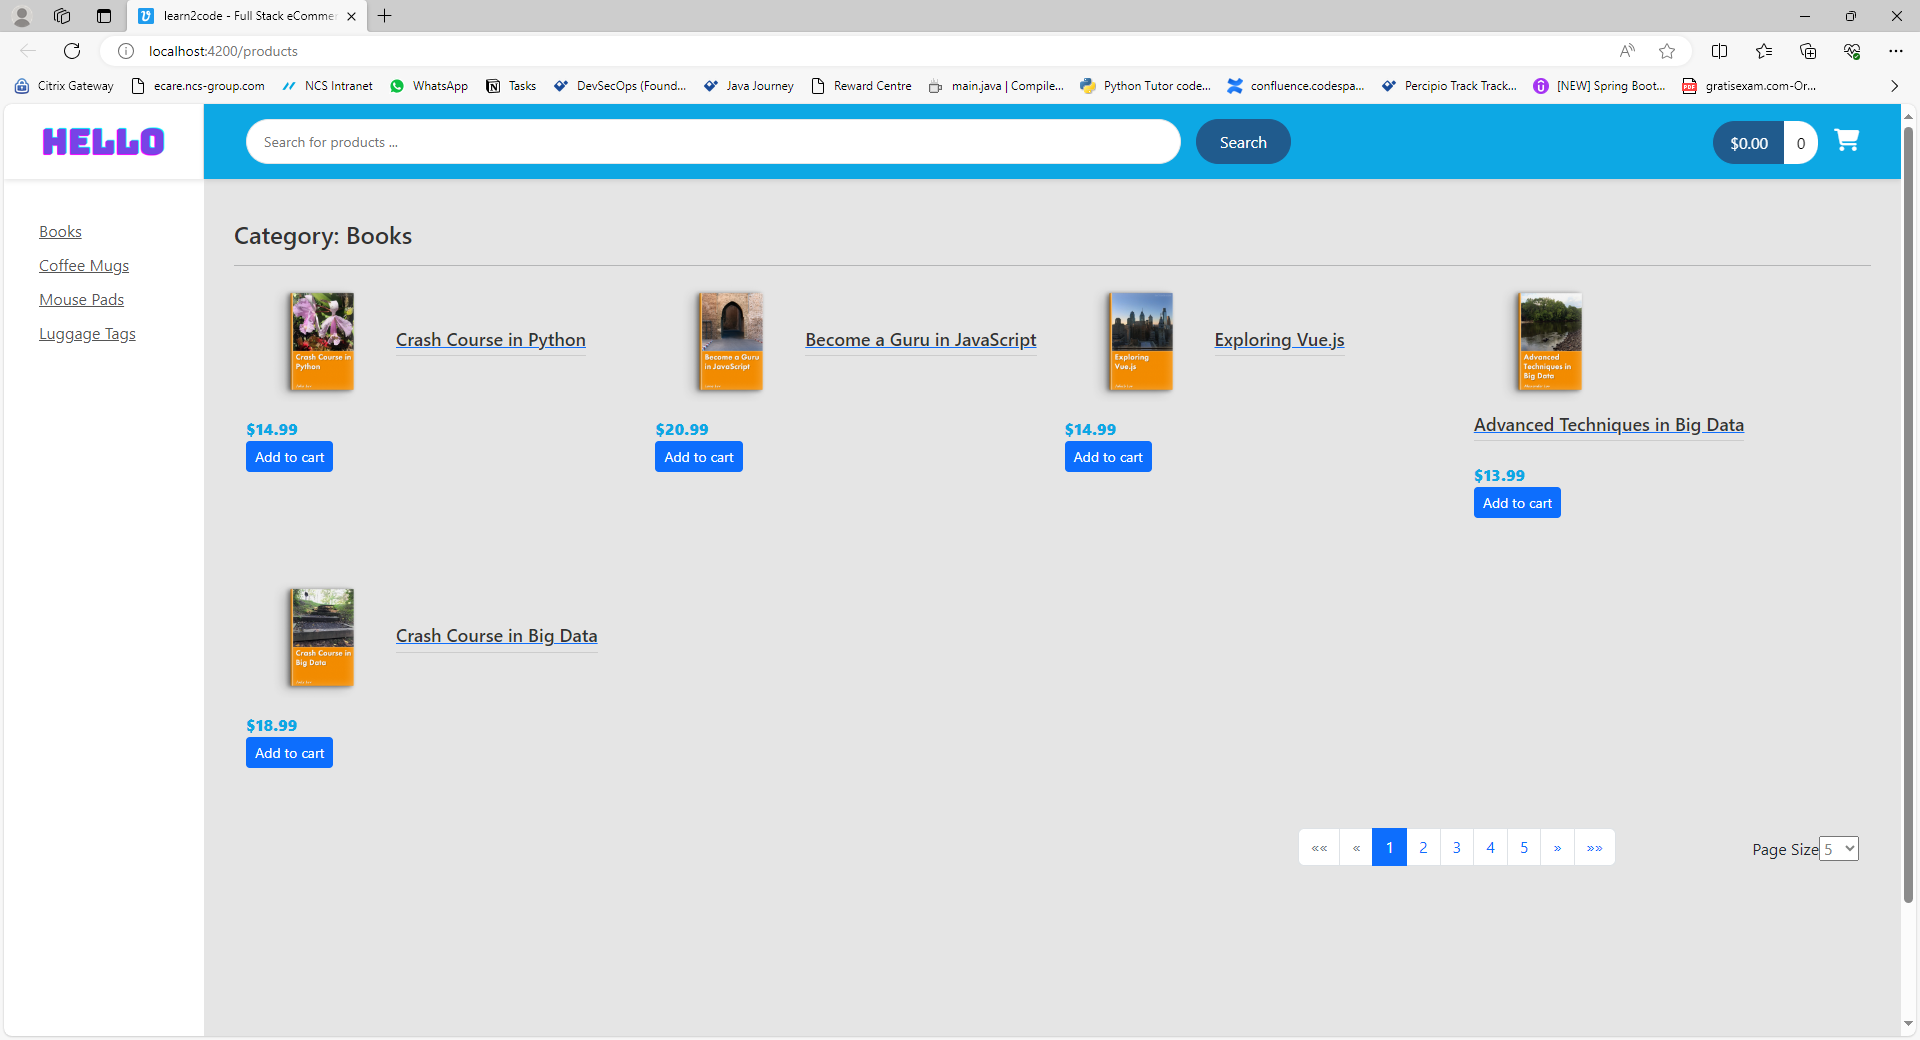 learn2code - Full Stack eComme
localhost:4200/products
Citrix Gateway ecare.ncs-group.com NCS Intranet WhatsApp Tasks DevSecOps (Found... Java Journey Reward Centre main.java | Compile... Python Tutor code... confluence.codespa... Percipio Track Track... [NEW] Spring Boot... gratisexam.com-Or...
HELLO
Search for products ...
Search
$0.00 0
Books
Coffee Mugs
Mouse Pads
Luggage Tags
Category: Books
Crash Course in
Python
Crash Course in Python
$14.99
Add to cart
Become a Guru
in JavaScript
Become a Guru in JavaScript
$20.99
Add to cart
Exploring
Vue.js
Exploring Vue.js
$14.99
Add to cart
Advanced
Techniques in
Big Data
Advanced Techniques in Big Data
$13.99
Add to cart
Crash Course in
Big Data
Crash Course in Big Data
$18.99
Add to cart
«« « 1 2 3 4 5 » »»
Page Size 5